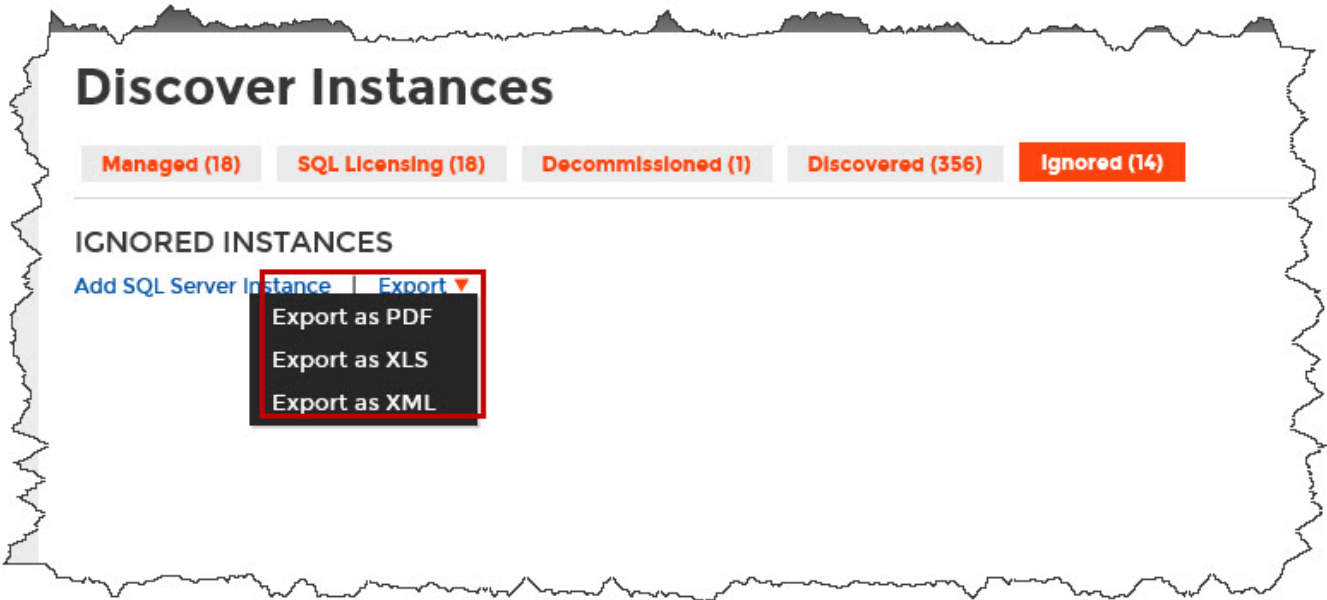 Discover Instances
Managed (18) SQL Licensing (18) Decommissioned (1) Discovered (356) Ignored (14)
IGNORED INSTANCES
Add SQL Server Instance | Export ▼
Export as PDF
Export as XLS
Export as XML